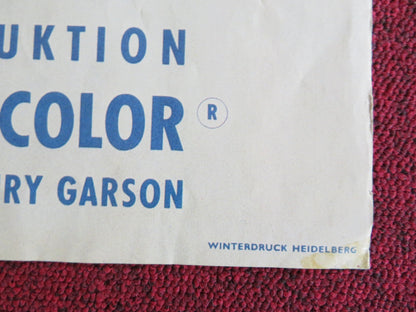 UKTION
COLOR ®
RY GARSON
WINTERDRUCK HEIDELBERG